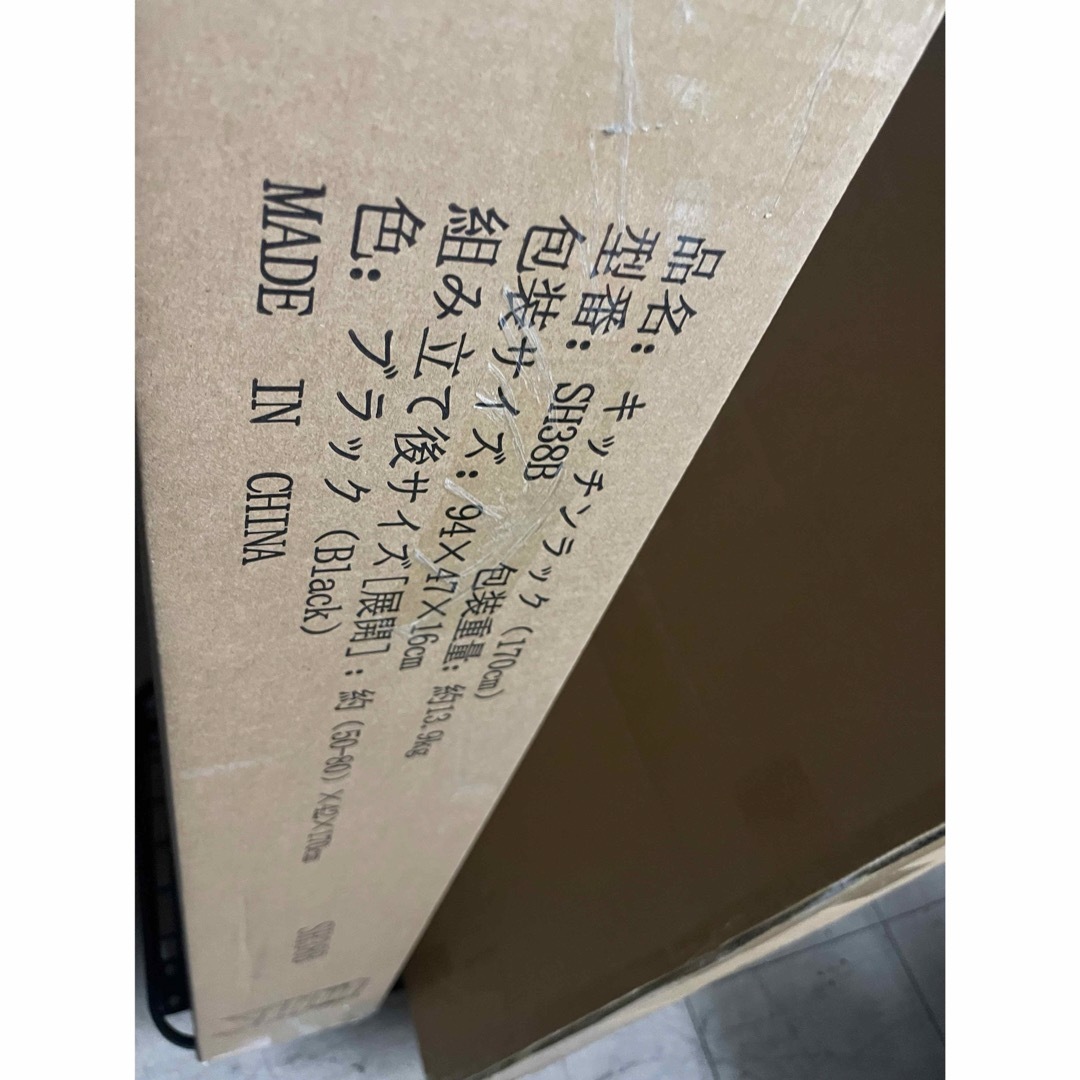 品名: キッチンラック (170cm)
型番: SH38B 包装重量: 約13.9kg
包装サイズ: 94×47×16cm
組み立て後サイズ[展開]: 約(50-80)×42×170cm
色: ブラック (Black)
MADE IN CHINA